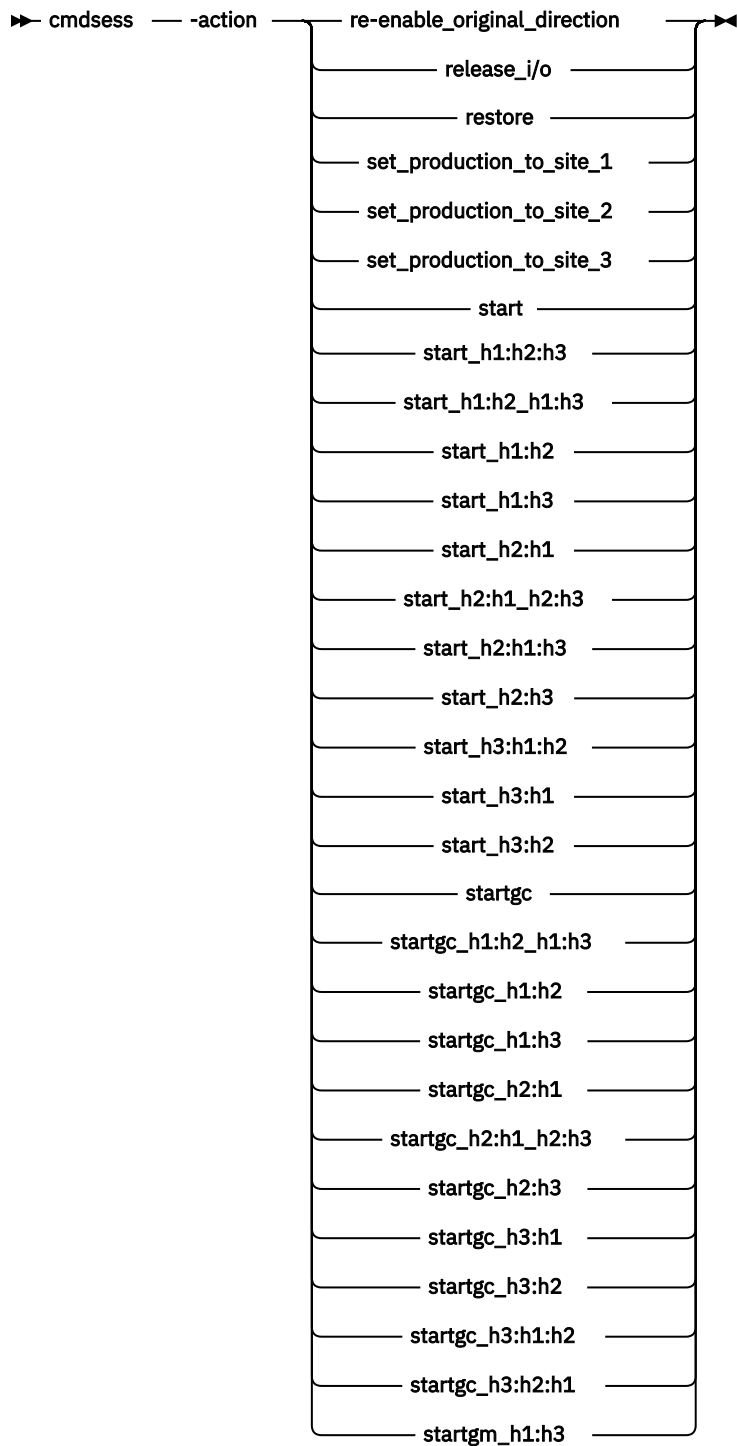 cmdsess -action re-enable_original_direction
release_i/o
restore
set_production_to_site_1
set_production_to_site_2
set_production_to_site_3
start
start_h1:h2:h3
start_h1:h2_h1:h3
start_h1:h2
start_h1:h3
start_h2:h1
start_h2:h1_h2:h3
start_h2:h1:h3
start_h2:h3
start_h3:h1:h2
start_h3:h1
start_h3:h2
startgc
startgc_h1:h2_h1:h3
startgc_h1:h2
startgc_h1:h3
startgc_h2:h1
startgc_h2:h1_h2:h3
startgc_h2:h3
startgc_h3:h1
startgc_h3:h2
startgc_h3:h1:h2
startgc_h3:h2:h1
startgm_h1:h3